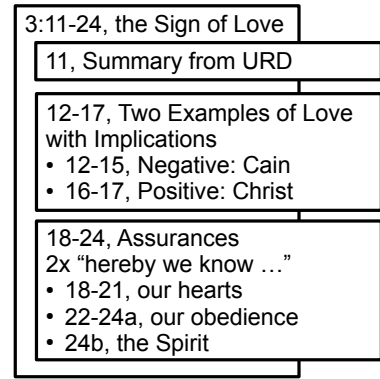 3:11-24, the Sign of Love
11, Summary from URD
12-17, Two Examples of Love
with Implications
• 12-15, Negative: Cain
• 16-17, Positive: Christ
18-24, Assurances
2x “hereby we know …”
• 18-21, our hearts
• 22-24a, our obedience
• 24b, the Spirit